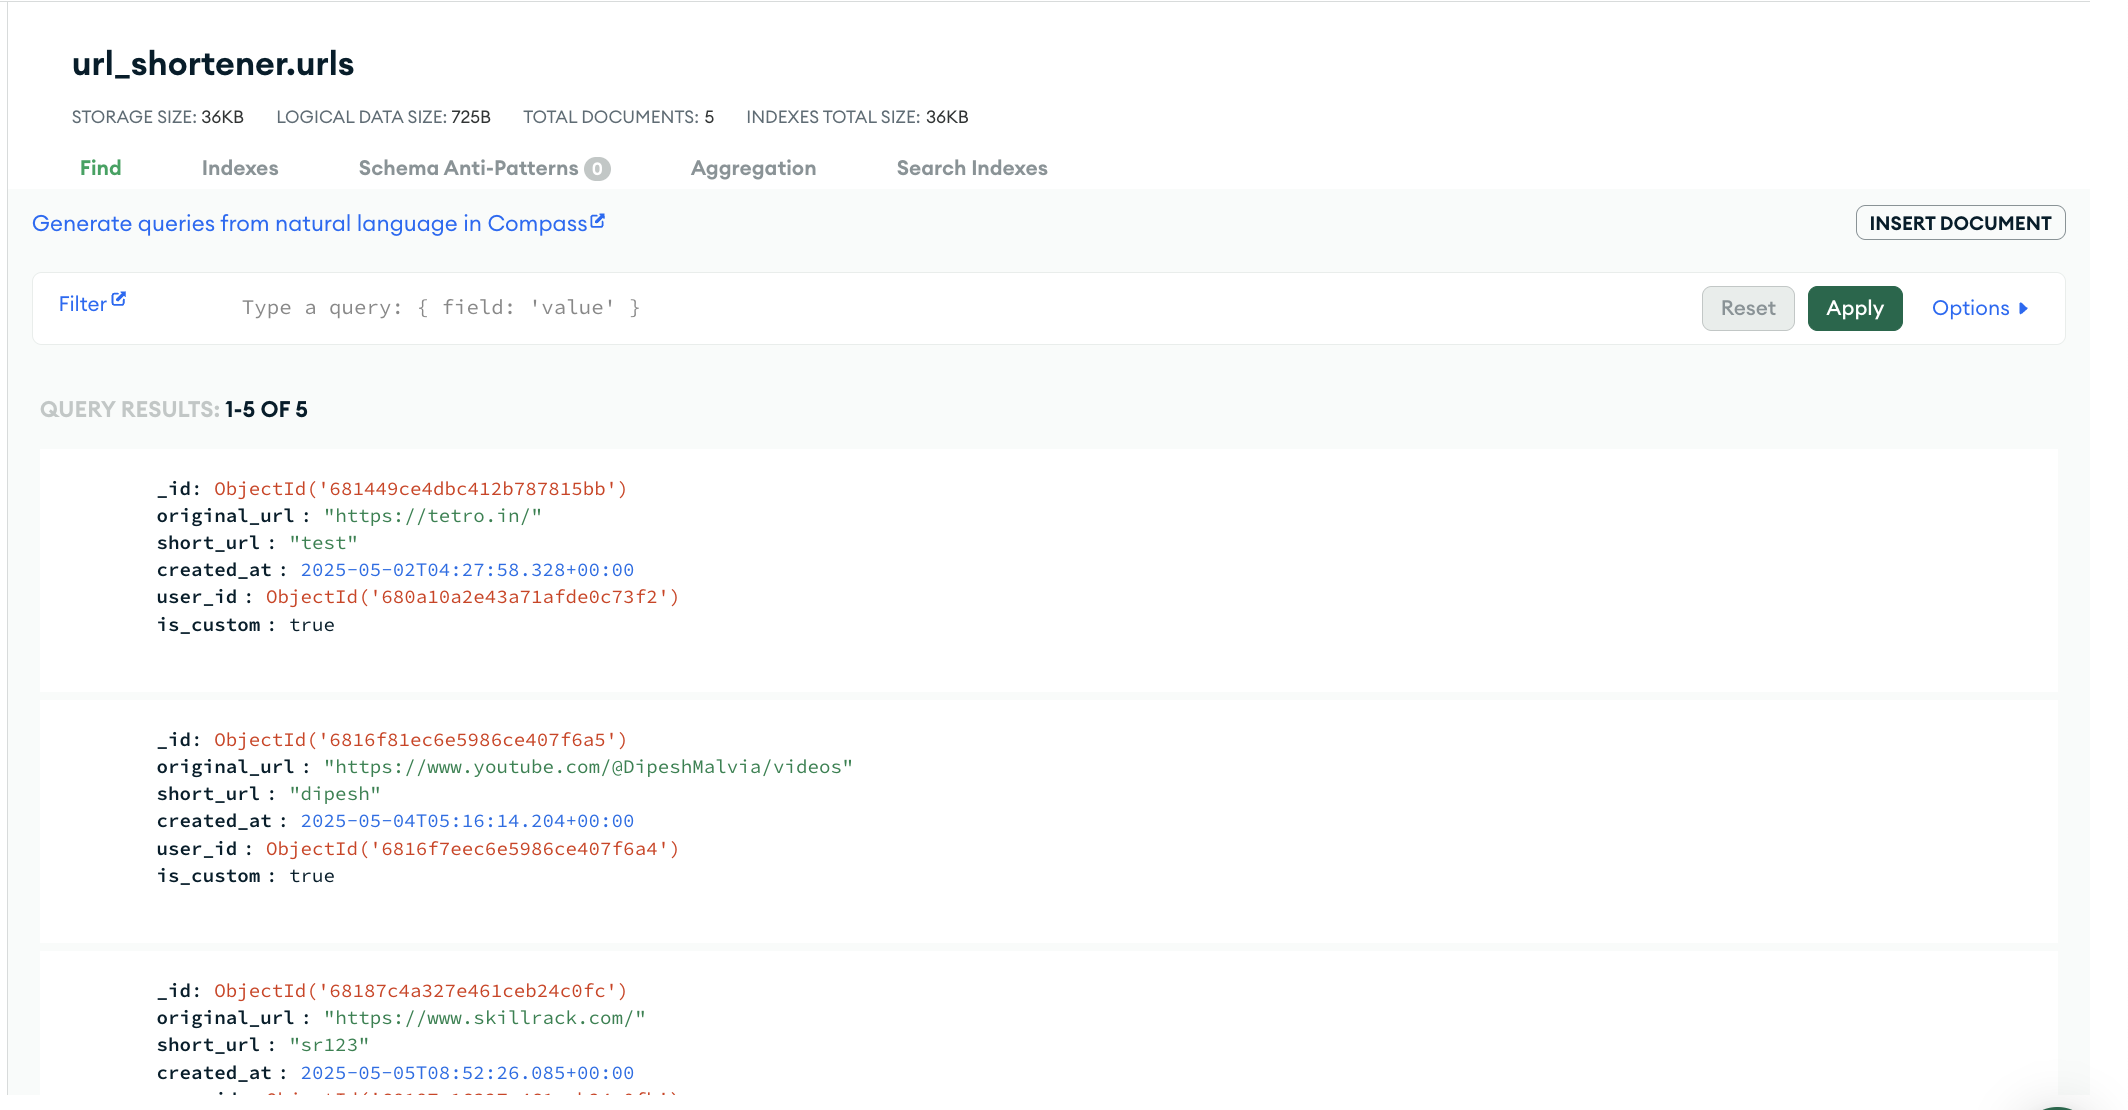 url_shortener.urls
STORAGE SIZE: 36KB LOGICAL DATA SIZE: 725B TOTAL DOCUMENTS: 5 INDEXES TOTAL SIZE: 36KB
Find Indexes Schema Anti-Patterns 0 Aggregation Search Indexes
Generate queries from natural language in Compass INSERT DOCUMENT
Filter Type a query: { field: 'value' } Reset Apply Options
QUERY RESULTS: 1-5 OF 5
_id: ObjectId('681449ce4dbc412b787815bb')
original_url : "https://tetro.in/"
short_url : "test"
created_at : 2025-05-02T04:27:58.328+00:00
user_id : ObjectId('680a10a2e43a71afde0c73f2')
is_custom : true
_id: ObjectId('6816f81ec6e5986ce407f6a5')
original_url : "https://www.youtube.com/@DipeshMalvia/videos"
short_url : "dipesh"
created_at : 2025-05-04T05:16:14.204+00:00
user_id : ObjectId('6816f7eec6e5986ce407f6a4')
is_custom : true
_id: ObjectId('68187c4a327e461ceb24c0fc')
original_url : "https://www.skillrack.com/"
short_url : "sr123"
created_at : 2025-05-05T08:52:26.085+00:00